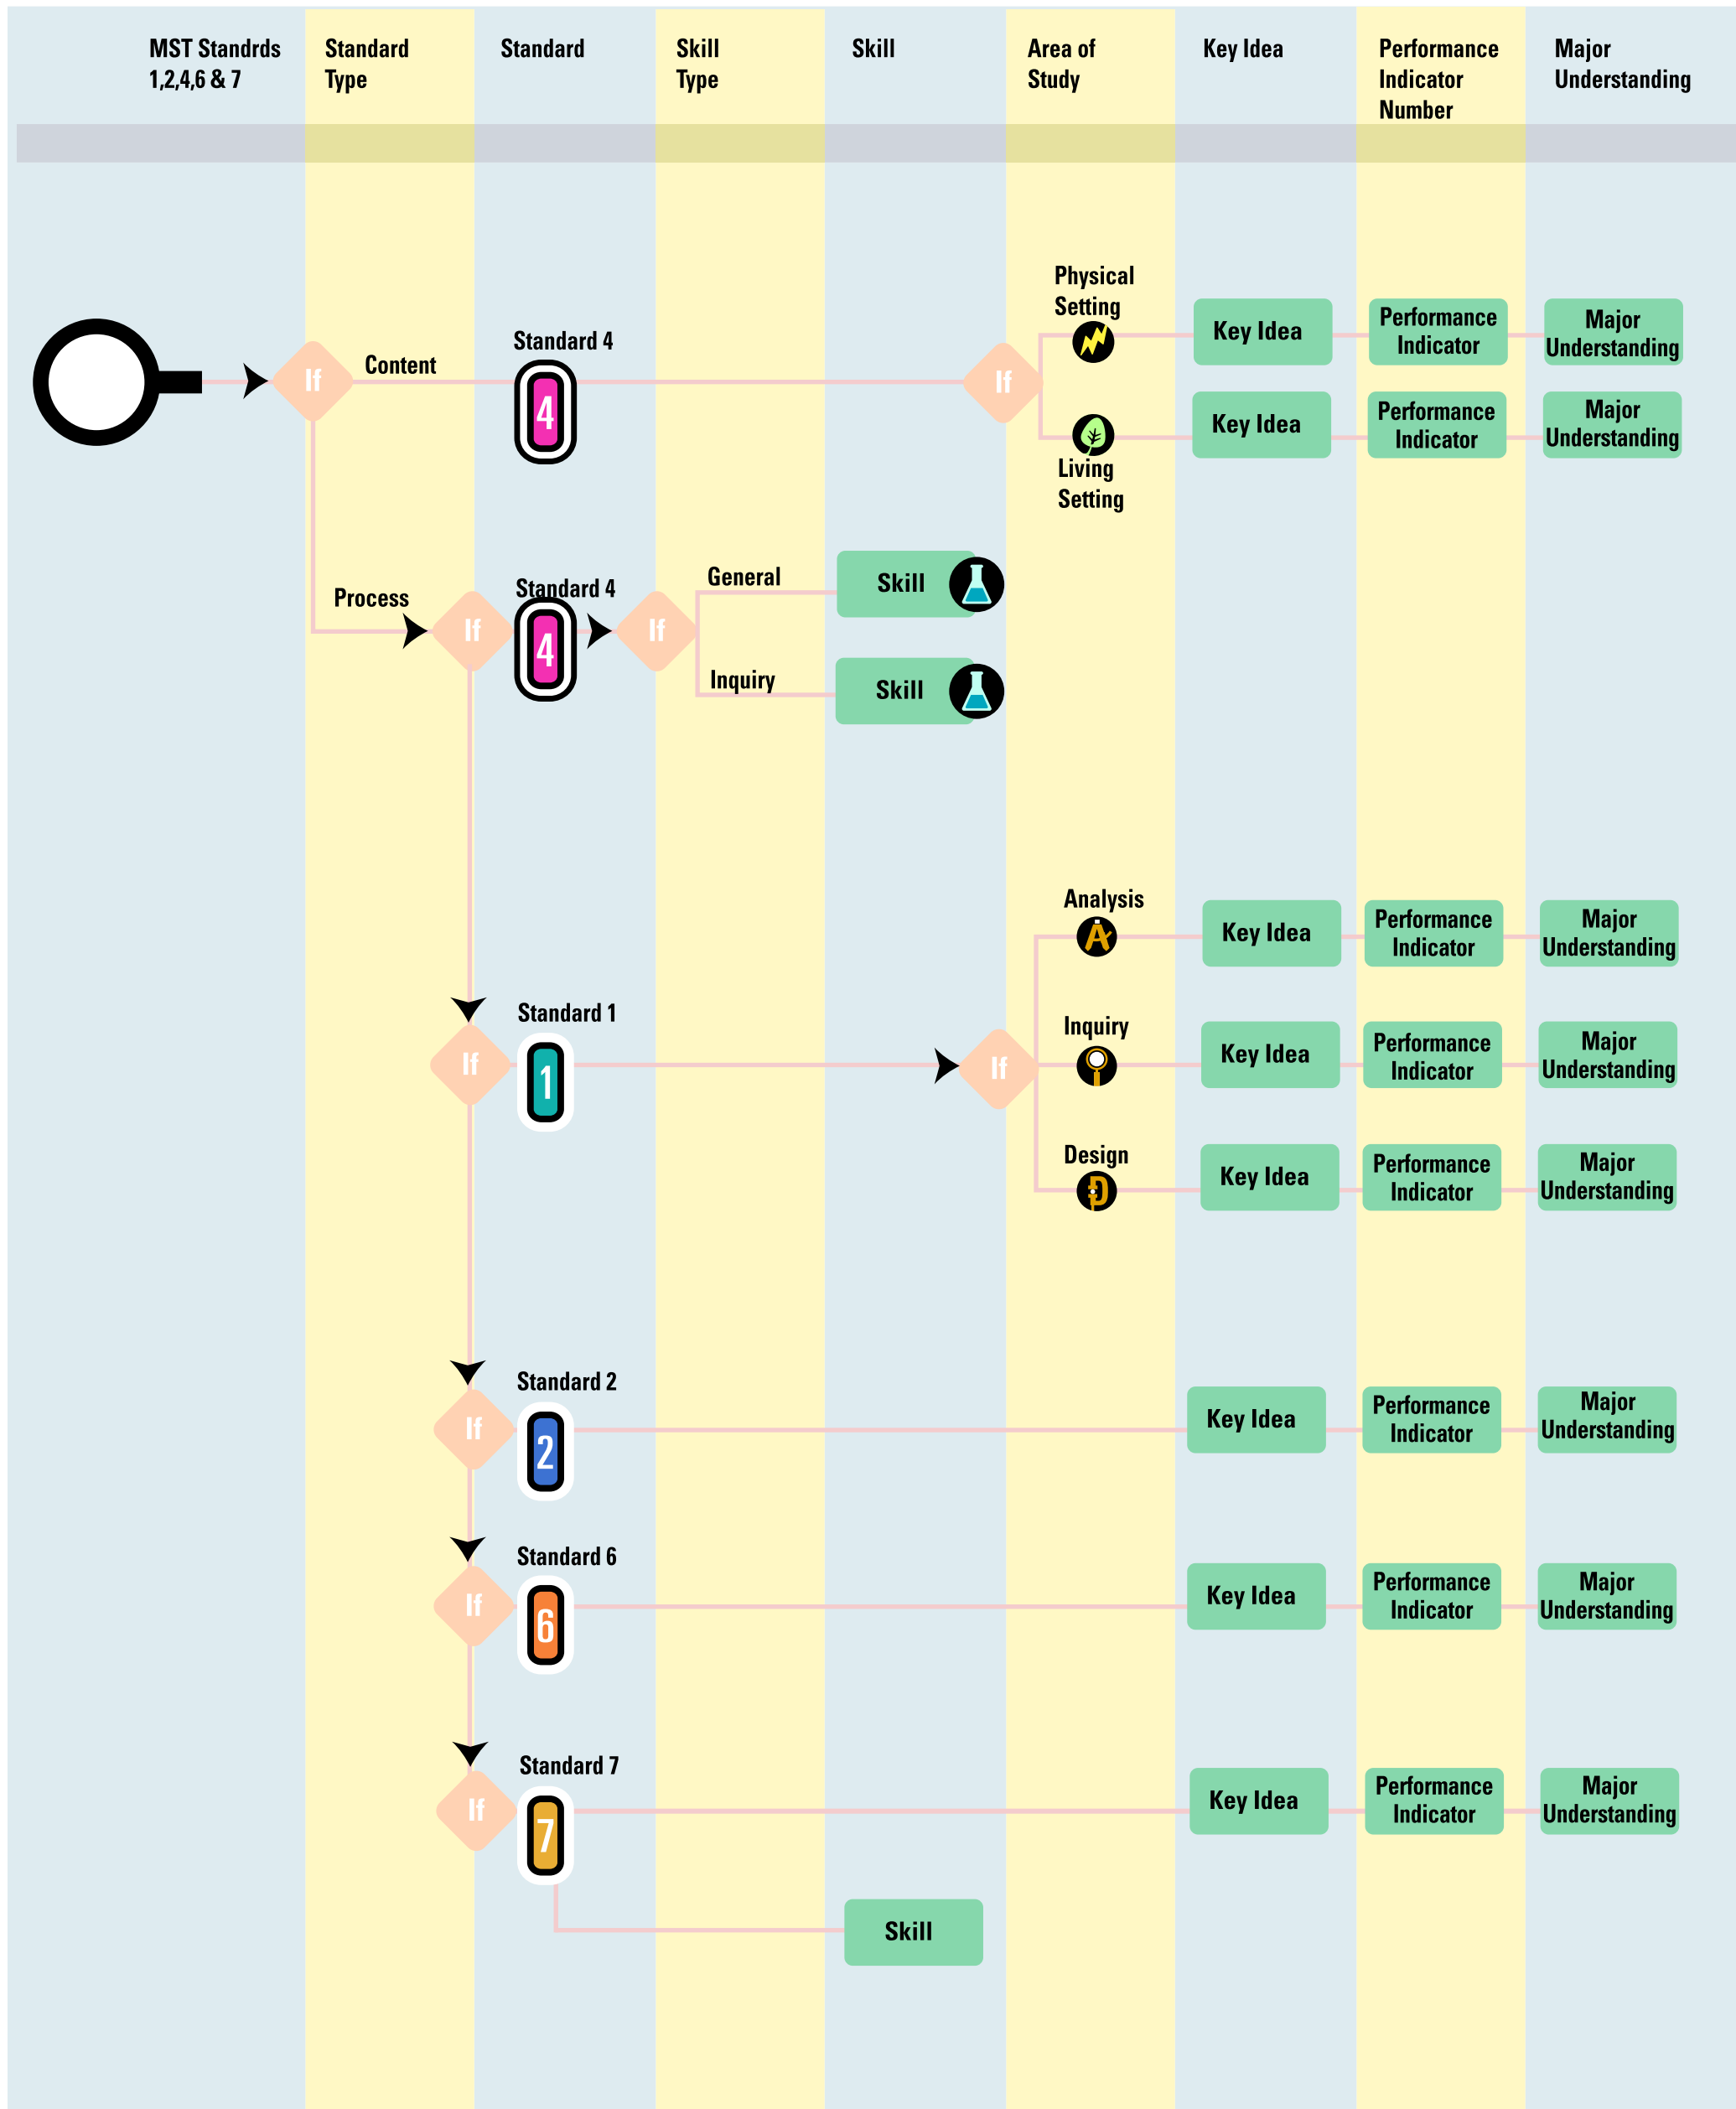 MST Standrds
1,2,4,6 & 7
Standard
Type
Standard
Skill
Type
Skill
Area of
Study
Key Idea
Performance
Indicator
Number
Major
Understanding
If
Content
Standard 4
4
If
Physical
Setting
Key Idea
Performance
Indicator
Major
Understanding
Living
Setting
Key Idea
Performance
Indicator
Major
Understanding
Process
If
Standard 4
4
If
General
Skill
Inquiry
Skill
If
Standard 1
1
If
Analysis
A
Key Idea
Performance
Indicator
Major
Understanding
Inquiry
Key Idea
Performance
Indicator
Major
Understanding
Design
D
Key Idea
Performance
Indicator
Major
Understanding
If
Standard 2
2
Key Idea
Performance
Indicator
Major
Understanding
If
Standard 6
6
Key Idea
Performance
Indicator
Major
Understanding
If
Standard 7
7
Key Idea
Performance
Indicator
Major
Understanding
Skill